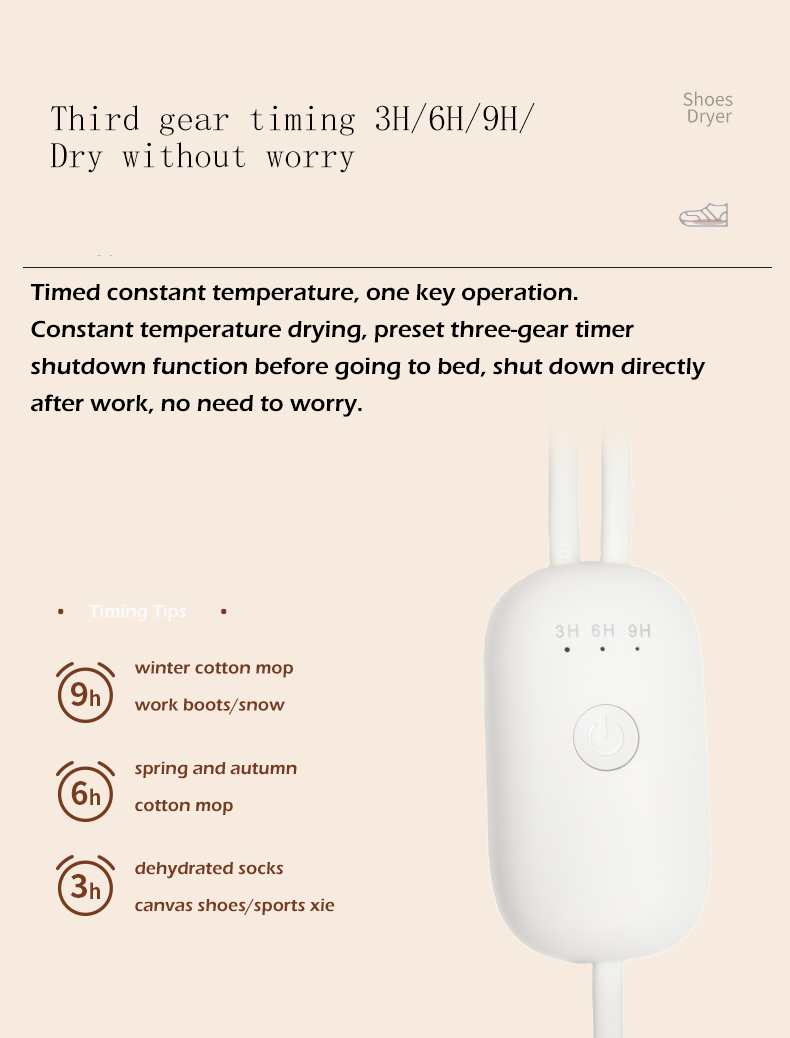 Third gear timing 3H/6H/9H/
Dry without worry
Shoes
Dryer
Timed constant temperature, one key operation.
Constant temperature drying, preset three-gear timer
shutdown function before going to bed, shut down directly
after work, no need to worry.
3H 6H 9H
• Timing Tips •
9h
winter cotton mop
work boots/snow
6h
spring and autumn
cotton mop
3h
dehydrated socks
canvas shoes/sports xie